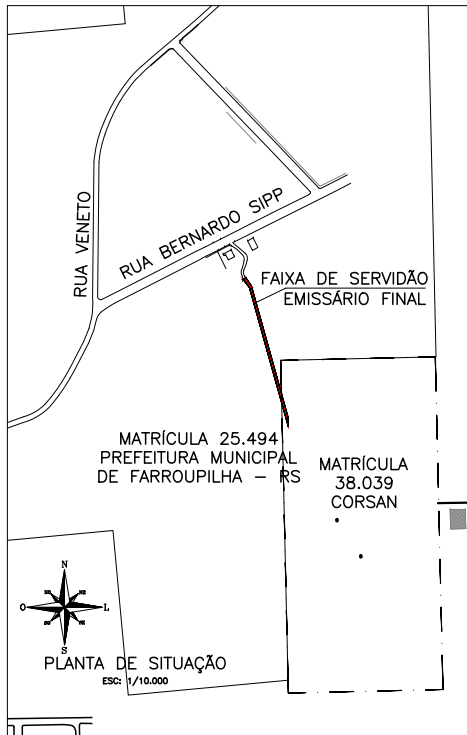 RUA VENETO
RUA BERNARDO SIPP
FAIXA DE SERVIDÃO
EMISSÁRIO FINAL
MATRÍCULA 25.494
PREFEITURA MUNICIPAL
DE FARROUPILHA – RS
MATRÍCULA
38.039
CORSAN
N
O
L
S
PLANTA DE SITUAÇÃO
ESC: 1/10.000